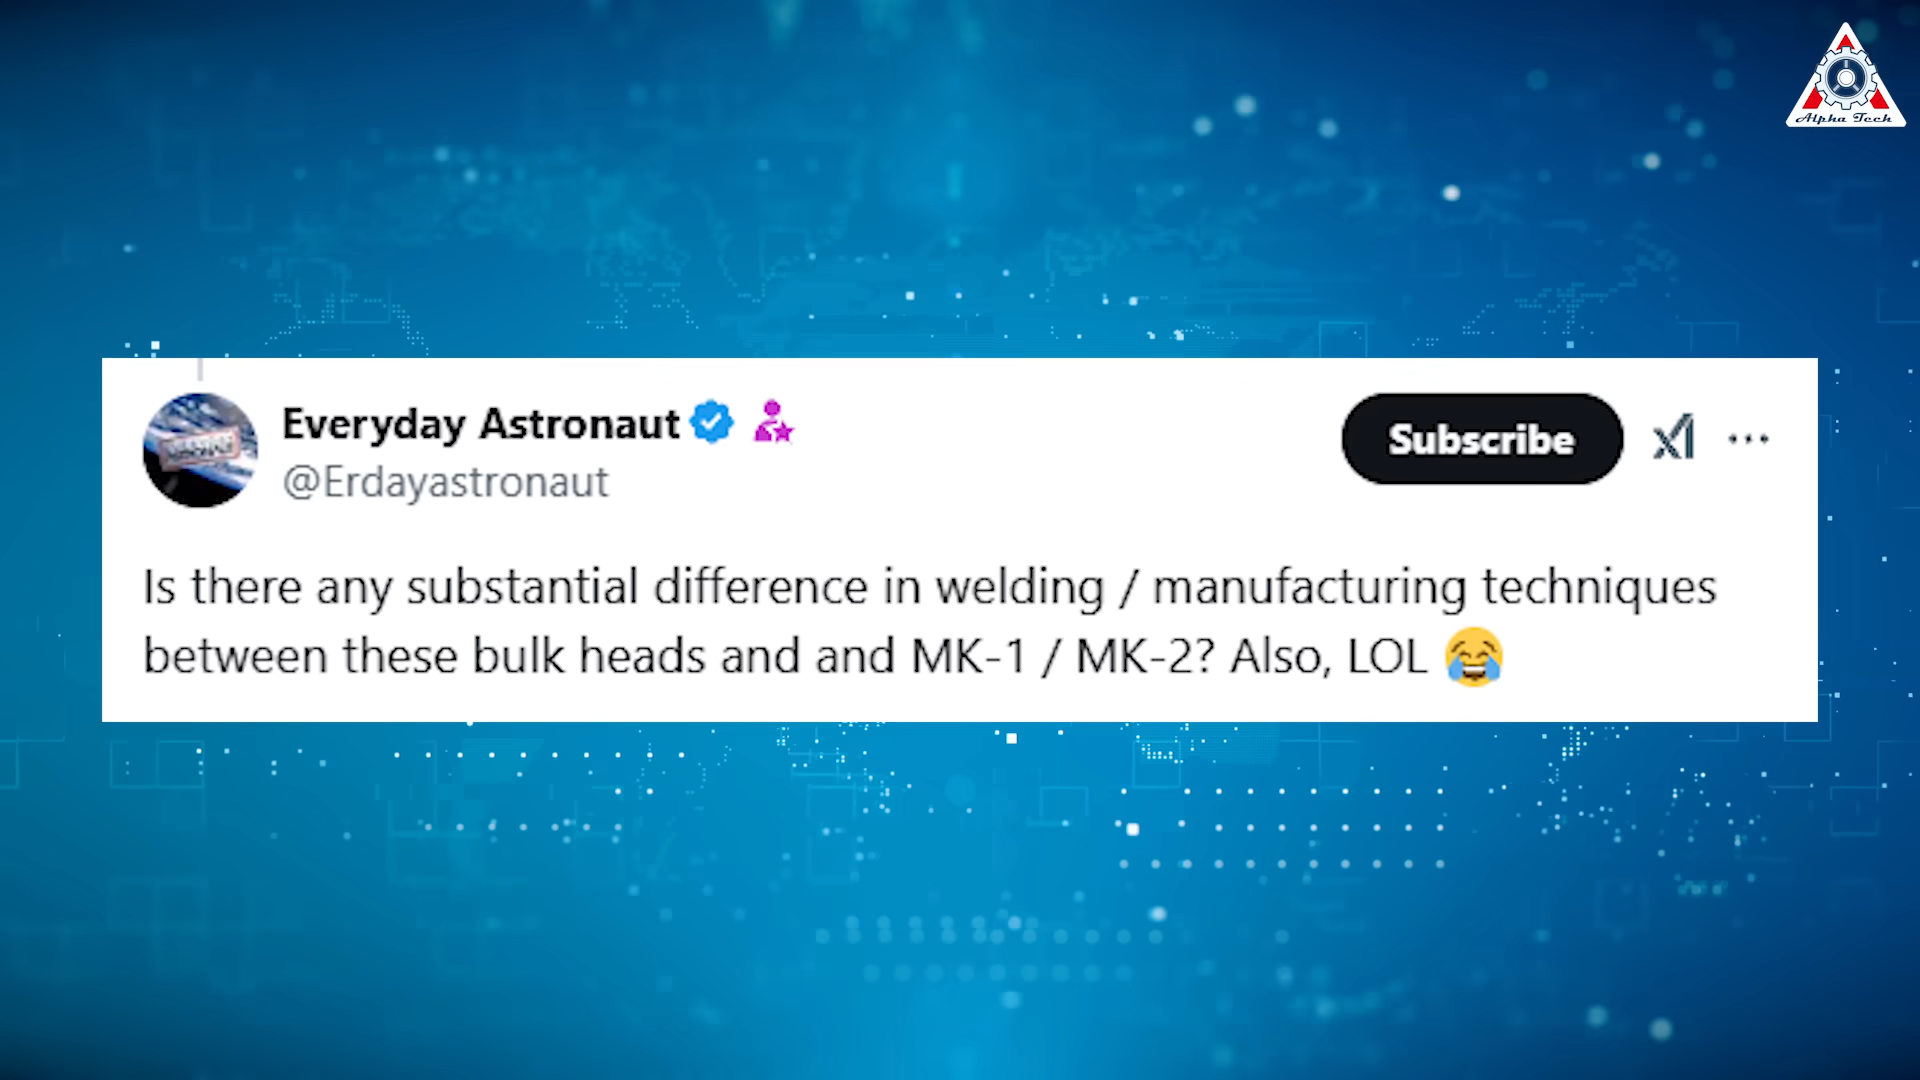 Alpha Tech
Everyday Astronaut
Subscribe
@Erdayastronaut
Is there any substantial difference in welding / manufacturing techniques
between these bulk heads and and MK-1 / MK-2? Also, LOL 😂